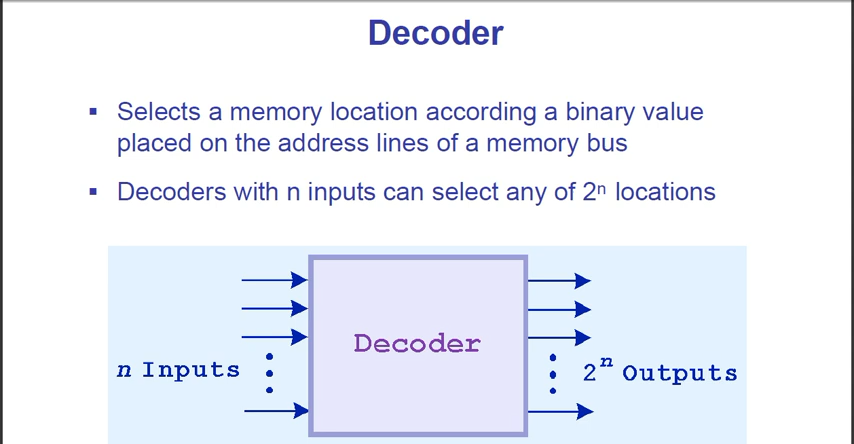 Decoder
▪ Selects a memory location according a binary value
placed on the address lines of a memory bus
▪ Decoders with n inputs can select any of 2ⁿ locations
Decoder
n Inputs
2ⁿ Outputs